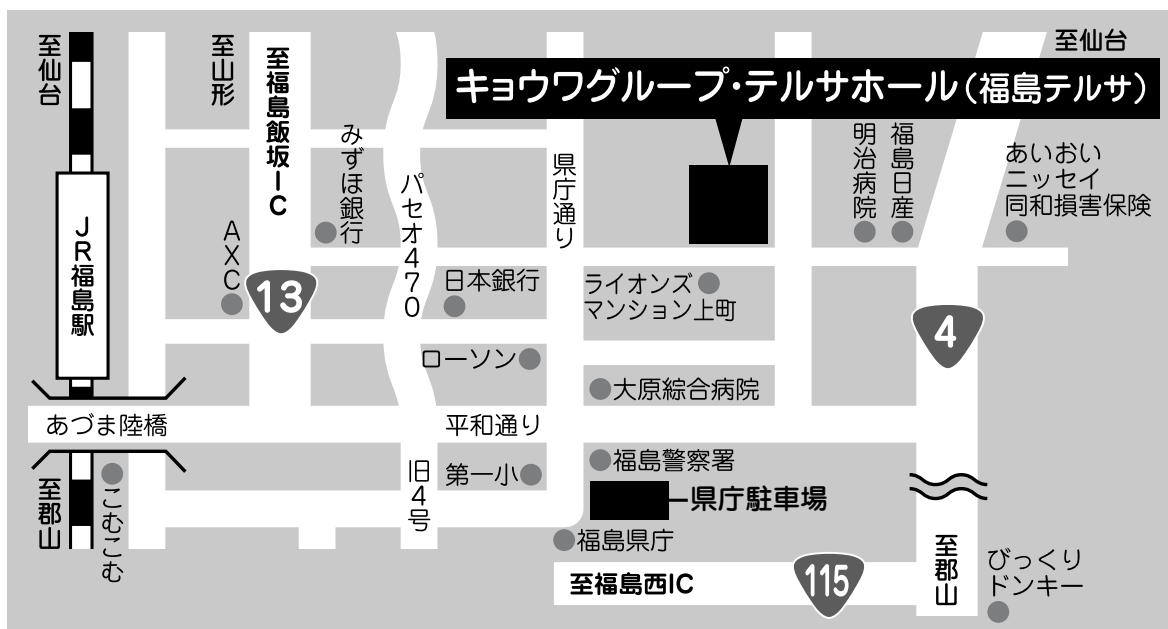 至仙台
至山形
至福島飯坂IC
至仙台
キョウワグループ・テルサホール（福島テルサ）
みずほ銀行
パセオ470
県庁通り
明治病院
福島日産
あいおい
ニッセイ
同和損害保険
JR福島駅
AXC
13
日本銀行
ライオンズ
マンション上町
4
ローソン
大原綜合病院
あづま陸橋
平和通り
至郡山
こむこむ
旧4号
第一小
福島警察署
県庁駐車場
福島県庁
至福島西IC
115
至郡山
びっくり
ドンキー